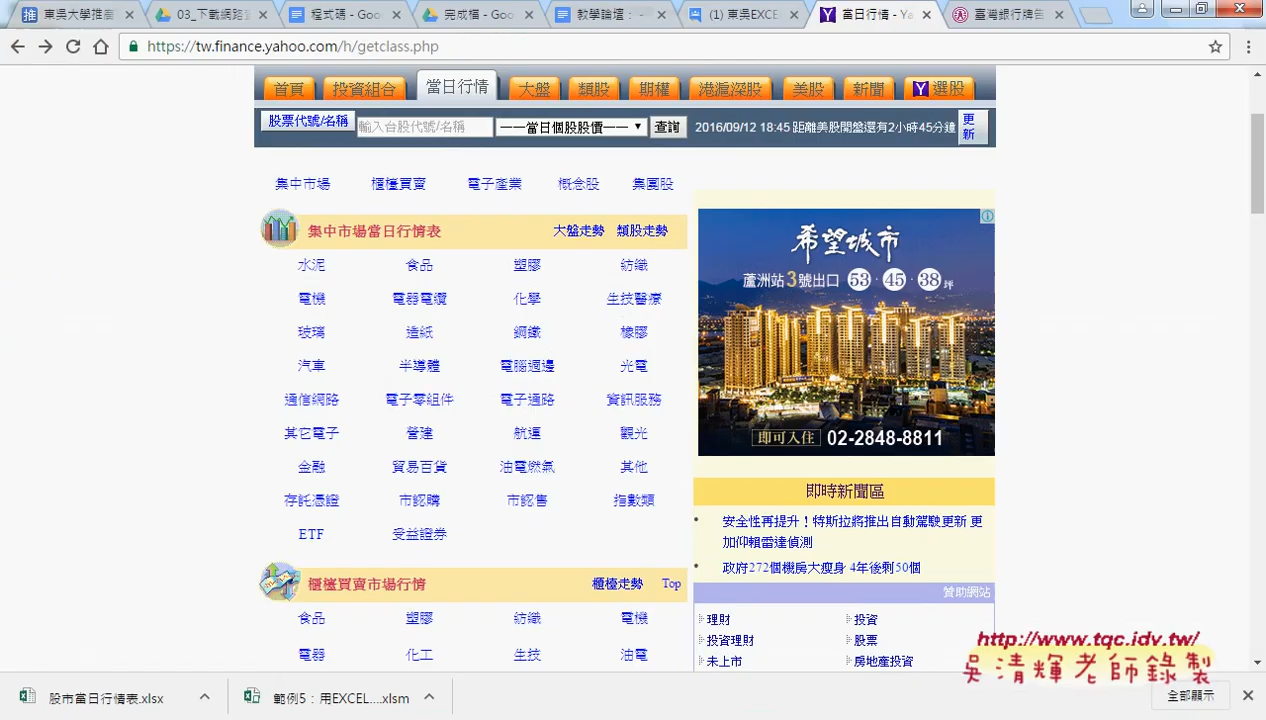 東吳大學推廣
03_下載網路
程式碼 - Goo
完成檔 - Goo
教學論壇：
(1) 東吳EXCE
當日行情 - Ya
臺灣銀行牌告
https://tw.finance.yahoo.com/h/getclass.php
首頁 投資組合 當日行情 大盤 類股 期權 港滬深股 美股 新聞 選股
股票代號/名稱 輸入台股代號/名稱 ——當日個股股價—— 查詢 2016/09/12 18:45 距離美股開盤還有2小時45分鐘 更新
集中市場 櫃檯買賣 電子產業 概念股 集團股
集中市場當日行情表 大盤走勢 類股走勢
水泥 食品 塑膠 紡織
電機 電器電纜 化學 生技醫療
玻璃 造紙 鋼鐵 橡膠
汽車 半導體 電腦週邊 光電
通信網路 電子零組件 電子通路 資訊服務
其它電子 營建 航運 觀光
金融 貿易百貨 油電燃氣 其他
存託憑證 市認購 市認售 指數類
ETF 受益證券
櫃檯買賣市場行情 櫃檯走勢 Top
食品 塑膠 紡織 電機
電器 化工 生技 油電
希望城市
蘆洲站3號出口 53·45·38坪
即可入住 02-2848-8811
即時新聞區
安全性再提升！特斯拉將推出自動駕駛更新 更
加仰賴雷達偵測
政府272個機房大瘦身 4年後剩50個
贊助網站
理財 投資
投資理財 股票
未上市 房地產投資
http://www.tqc.idv.tw/
吳清輝老師錄製
股市當日行情表.xlsx
範例5：用EXCEL....xlsm
全部顯示